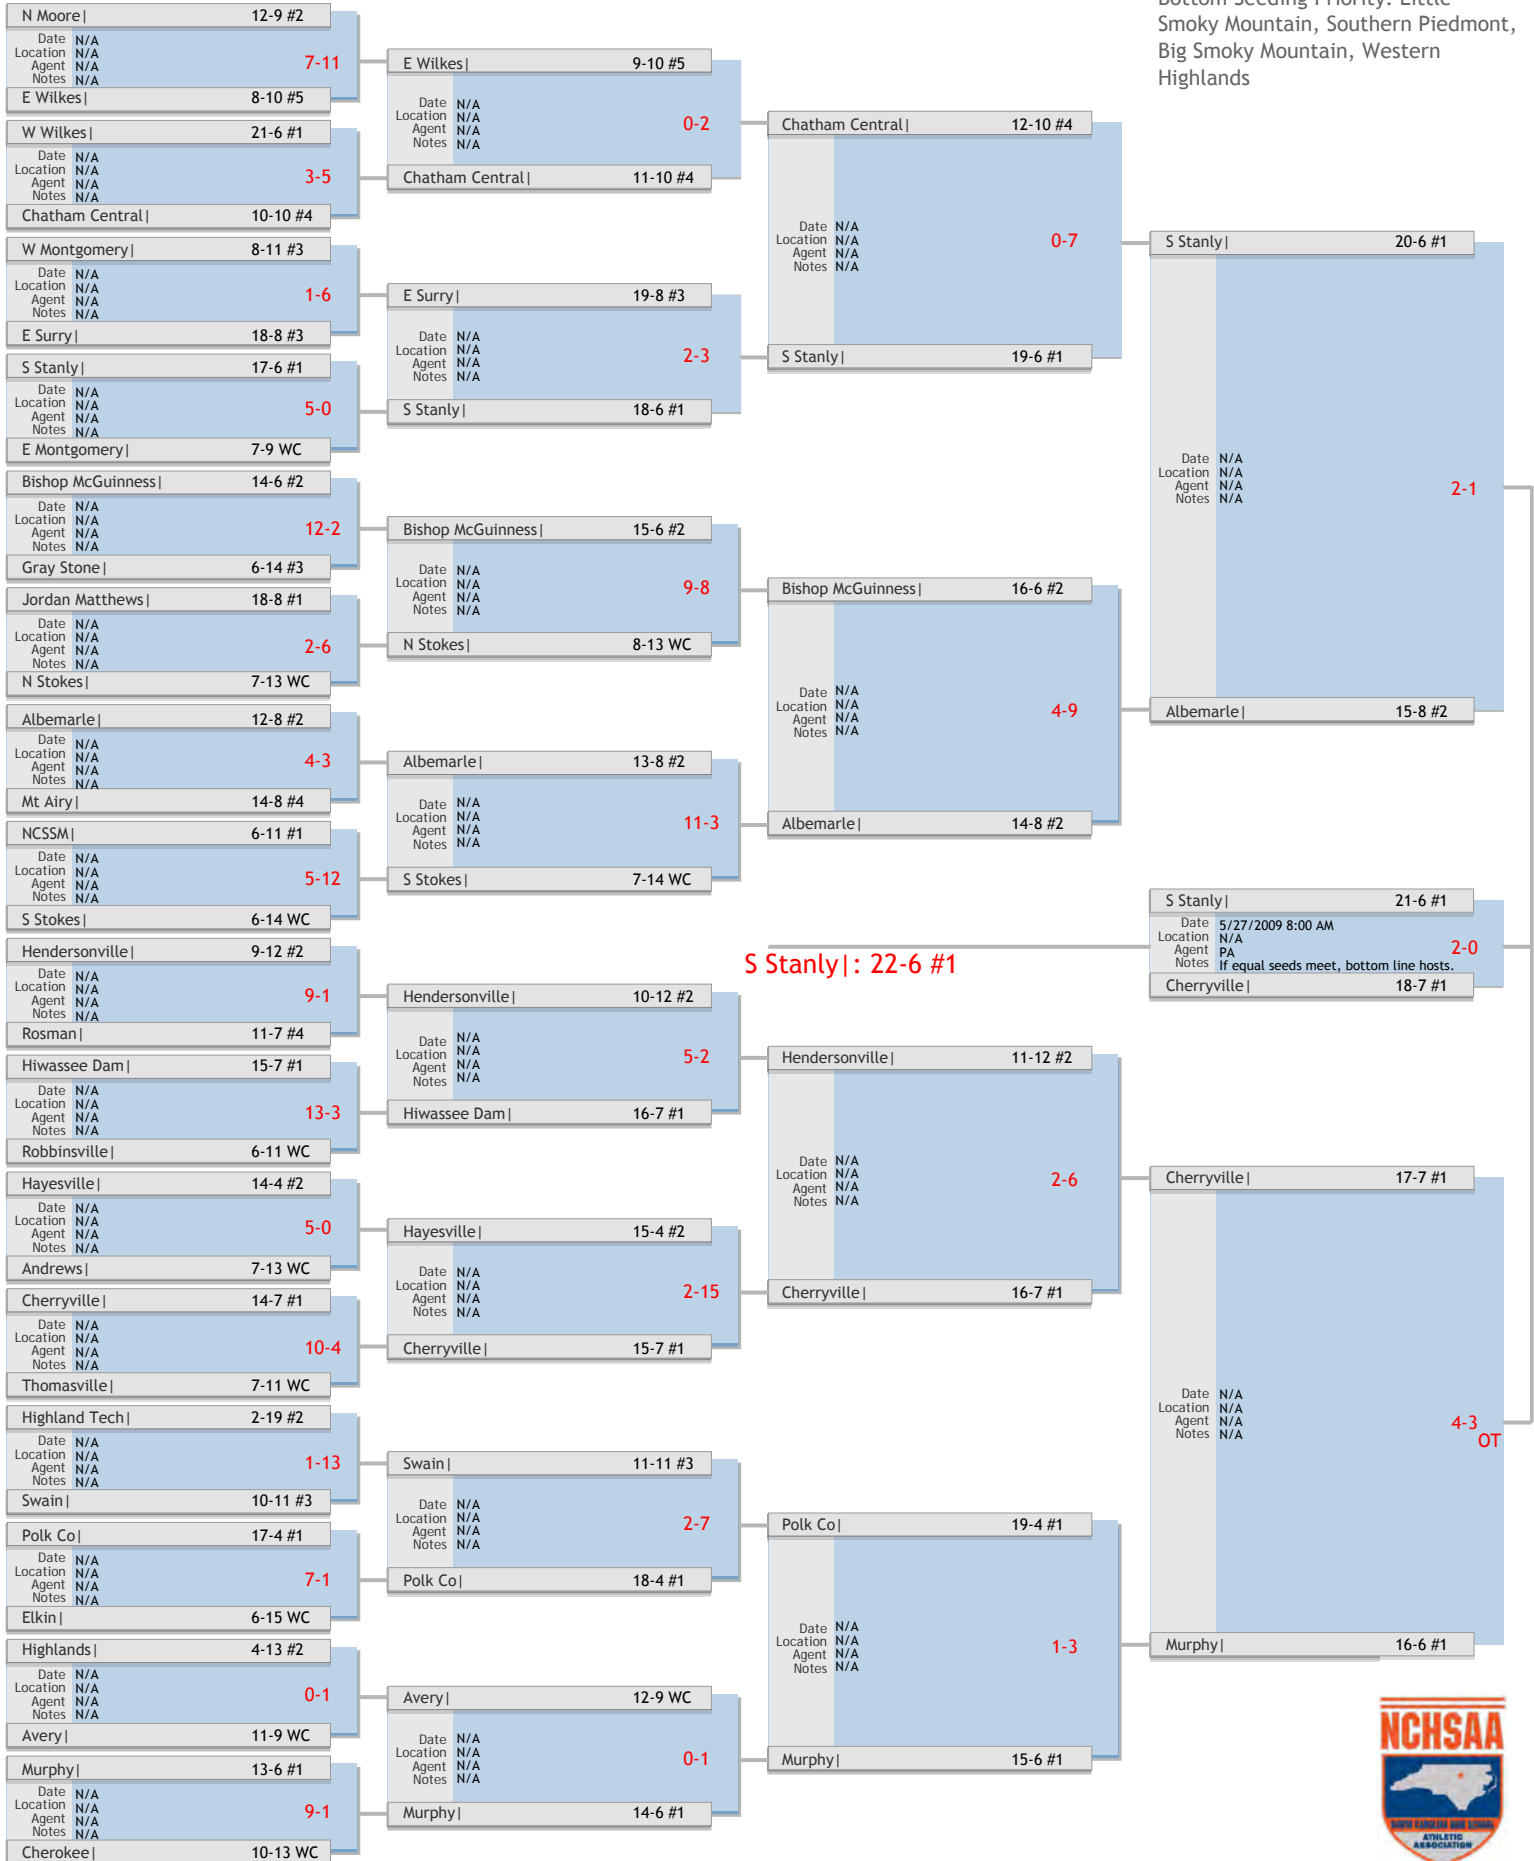 Bottom Seeding Priority: Little
Smoky Mountain, Southern Piedmont,
Big Smoky Mountain, Western
Highlands
N Moore| 12-9 #2
Date N/A
Location N/A
Agent N/A
Notes N/A
7-11
E Wilkes| 8-10 #5
W Wilkes| 21-6 #1
Date N/A
Location N/A
Agent N/A
Notes N/A
3-5
Chatham Central| 10-10 #4
W Montgomery| 8-11 #3
Date N/A
Location N/A
Agent N/A
Notes N/A
1-6
E Surry| 18-8 #3
S Stanly| 17-6 #1
Date N/A
Location N/A
Agent N/A
Notes N/A
5-0
E Montgomery| 7-9 WC
Bishop McGuinness| 14-6 #2
Date N/A
Location N/A
Agent N/A
Notes N/A
12-2
Gray Stone| 6-14 #3
Jordan Matthews| 18-8 #1
Date N/A
Location N/A
Agent N/A
Notes N/A
2-6
N Stokes| 7-13 WC
Albemarle| 12-8 #2
Date N/A
Location N/A
Agent N/A
Notes N/A
4-3
Mt Airy| 14-8 #4
NCSSM| 6-11 #1
Date N/A
Location N/A
Agent N/A
Notes N/A
5-12
S Stokes| 6-14 WC
Hendersonville| 9-12 #2
Date N/A
Location N/A
Agent N/A
Notes N/A
9-1
Rosman| 11-7 #4
Hiwassee Dam| 15-7 #1
Date N/A
Location N/A
Agent N/A
Notes N/A
13-3
Robbinsville| 6-11 WC
Hayesville| 14-4 #2
Date N/A
Location N/A
Agent N/A
Notes N/A
5-0
Andrews| 7-13 WC
Cherryville| 14-7 #1
Date N/A
Location N/A
Agent N/A
Notes N/A
10-4
Thomasville| 7-11 WC
Highland Tech| 2-19 #2
Date N/A
Location N/A
Agent N/A
Notes N/A
1-13
Swain| 10-11 #3
Polk Co| 17-4 #1
Date N/A
Location N/A
Agent N/A
Notes N/A
7-1
Elkin| 6-15 WC
Highlands| 4-13 #2
Date N/A
Location N/A
Agent N/A
Notes N/A
0-1
Avery| 11-9 WC
Murphy| 13-6 #1
Date N/A
Location N/A
Agent N/A
Notes N/A
9-1
Cherokee| 10-13 WC
E Wilkes| 9-10 #5
Date N/A
Location N/A
Agent N/A
Notes N/A
0-2
Chatham Central| 11-10 #4
E Surry| 19-8 #3
Date N/A
Location N/A
Agent N/A
Notes N/A
2-3
S Stanly| 18-6 #1
Bishop McGuinness| 15-6 #2
Date N/A
Location N/A
Agent N/A
Notes N/A
9-8
N Stokes| 8-13 WC
Albemarle| 13-8 #2
Date N/A
Location N/A
Agent N/A
Notes N/A
11-3
S Stokes| 7-14 WC
Hendersonville| 10-12 #2
Date N/A
Location N/A
Agent N/A
Notes N/A
5-2
Hiwassee Dam| 16-7 #1
Hayesville| 15-4 #2
Date N/A
Location N/A
Agent N/A
Notes N/A
2-15
Cherryville| 15-7 #1
Swain| 11-11 #3
Date N/A
Location N/A
Agent N/A
Notes N/A
2-7
Polk Co| 18-4 #1
Avery| 12-9 WC
Date N/A
Location N/A
Agent N/A
Notes N/A
0-1
Murphy| 14-6 #1
Chatham Central| 12-10 #4
Date N/A
Location N/A
Agent N/A
Notes N/A
0-7
S Stanly| 19-6 #1
Bishop McGuinness| 16-6 #2
Date N/A
Location N/A
Agent N/A
Notes N/A
4-9
Albemarle| 14-8 #2
S Stanly|: 22-6 #1
Hendersonville| 11-12 #2
Date N/A
Location N/A
Agent N/A
Notes N/A
2-6
Cherryville| 16-7 #1
Polk Co| 19-4 #1
Date N/A
Location N/A
Agent N/A
Notes N/A
1-3
Murphy| 15-6 #1
S Stanly| 20-6 #1
Date N/A
Location N/A
Agent N/A
Notes N/A
2-1
Albemarle| 15-8 #2
S Stanly| 21-6 #1
Date 5/27/2009 8:00 AM
Location N/A
Agent PA
Notes If equal seeds meet, bottom line hosts.
2-0
Cherryville| 18-7 #1
Cherryville| 17-7 #1
Date N/A
Location N/A
Agent N/A
Notes N/A
4-3
OT
Murphy| 16-6 #1
NCHSAA
NORTH CAROLINA HIGH SCHOOL
ATHLETIC
ASSOCIATION